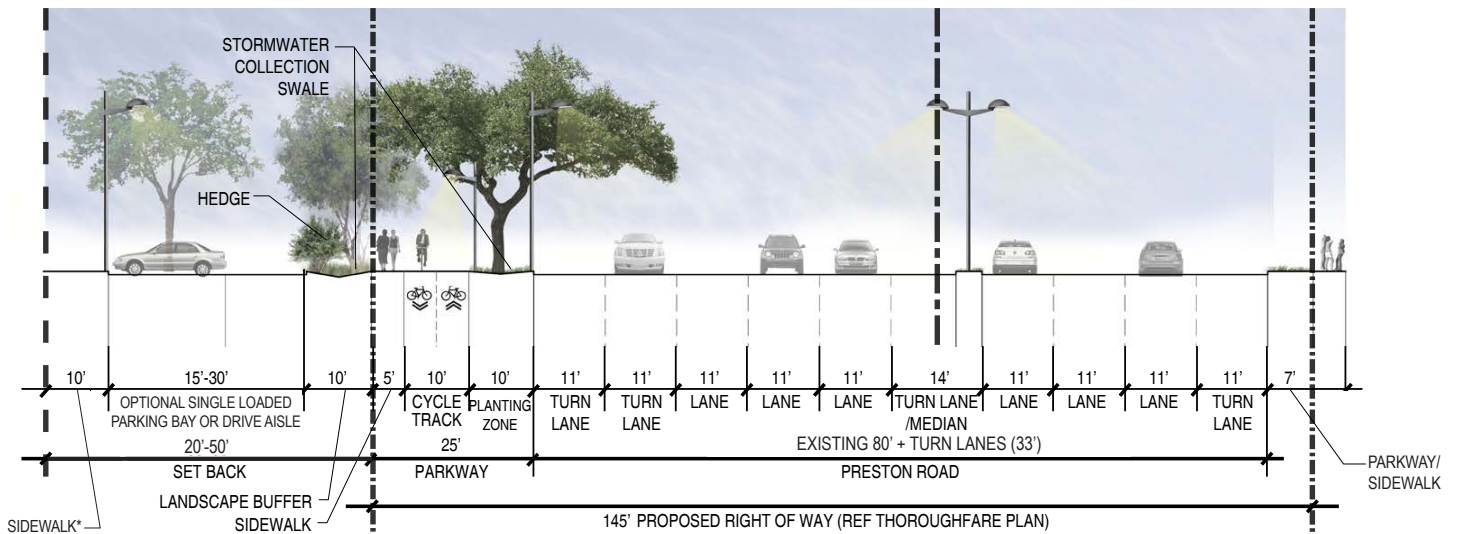 STORMWATER
COLLECTION
SWALE
HEDGE
10' 15'-30' 10' 5' 10' 10' 11' 11' 11' 11' 11' 14' 11' 11' 11' 11' 7'
OPTIONAL SINGLE LOADED
PARKING BAY OR DRIVE AISLE
CYCLE
TRACK
PLANTING
ZONE
TURN
LANE
TURN
LANE
LANE
LANE
LANE
TURN LANE
/MEDIAN
LANE
LANE
LANE
TURN
LANE
20'-50'
SET BACK
25'
PARKWAY
EXISTING 80' + TURN LANES (33')
PRESTON ROAD
PARKWAY/
SIDEWALK
LANDSCAPE BUFFER
SIDEWALK
SIDEWALK*
145' PROPOSED RIGHT OF WAY (REF THOROUGHFARE PLAN)